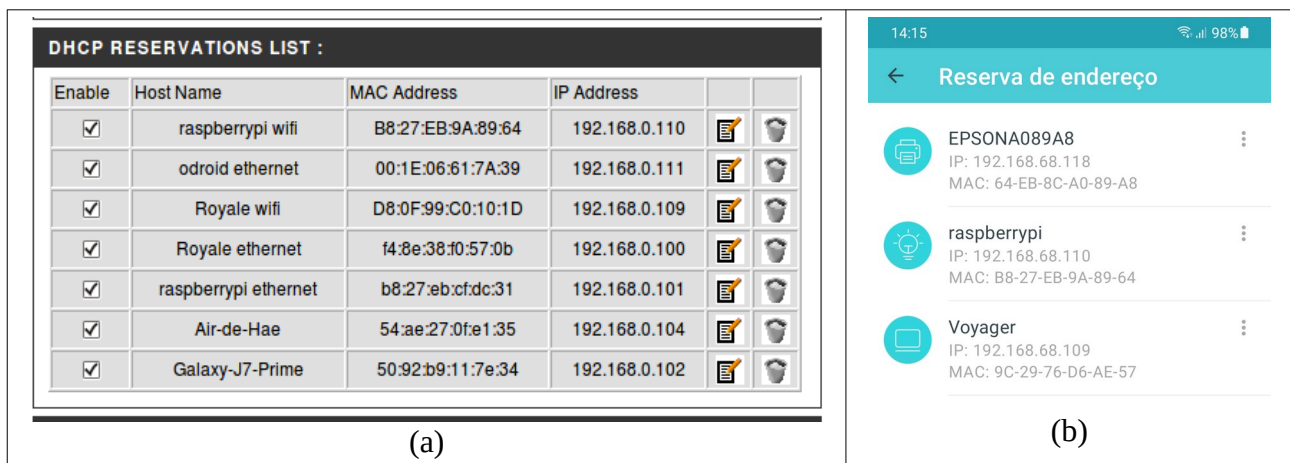 DHCP RESERVATIONS LIST :
Enable Host Name MAC Address IP Address
raspberrypi wifi B8:27:EB:9A:89:64 192.168.0.110
odroid ethernet 00:1E:06:61:7A:39 192.168.0.111
Royale wifi D8:0F:99:C0:10:1D 192.168.0.109
Royale ethernet f4:8e:38:f0:57:0b 192.168.0.100
raspberrypi ethernet b8:27:eb:cf:dc:31 192.168.0.101
Air-de-Hae 54:ae:27:0f:e1:35 192.168.0.104
Galaxy-J7-Prime 50:92:b9:11:7e:34 192.168.0.102
(a)
14:15 98%
Reserva de endereço
EPSONA089A8
IP: 192.168.68.118
MAC: 64-EB-8C-A0-89-A8
raspberrypi
IP: 192.168.68.110
MAC: B8-27-EB-9A-89-64
Voyager
IP: 192.168.68.109
MAC: 9C-29-76-D6-AE-57
(b)